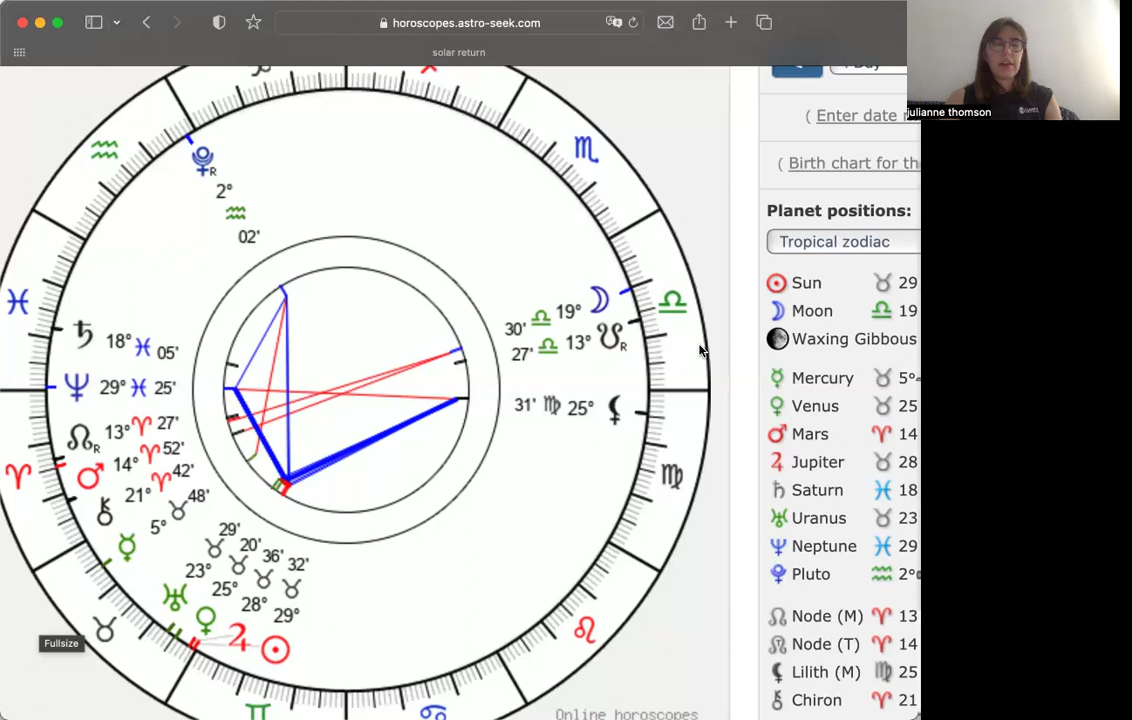 horoscopes.astro-seek.com
solar return
julianne thomson
( Enter date
( Birth chart for th
Planet positions:
Tropical zodiac
Sun 29
Moon 19
Waxing Gibbous
Mercury 5°
Venus 25
Mars 14
Jupiter 28
Saturn 18
Uranus 23
Neptune 29
Pluto 2°
Node (M) 13
Node (T) 14
Lilith (M) 25
Chiron 21
R
2°
02'
18° 05'
29° 25'
R 13° 27'
14° 52'
21° 42'
5° 48'
23° 29'
25° 20'
28° 36'
29° 32'
30' 19°
27' 13° R
31' 25°
Fullsize
Online horoscopes